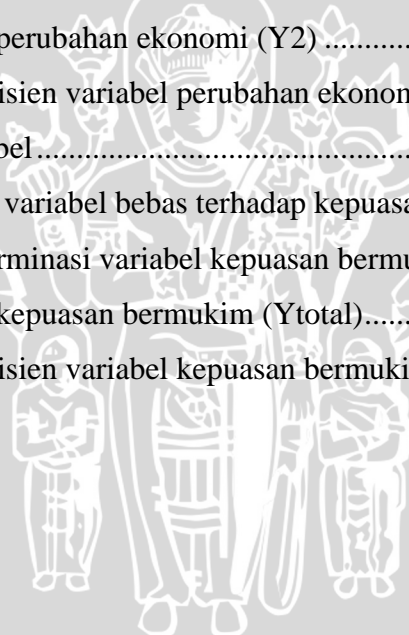 perubahan ekonomi (Y2) ............
isien variabel perubahan ekonom
bel ..................................................
variabel bebas terhadap kepuasa
rminasi variabel kepuasan bermu
kepuasan bermukim (Ytotal)......
isien variabel kepuasan bermuki